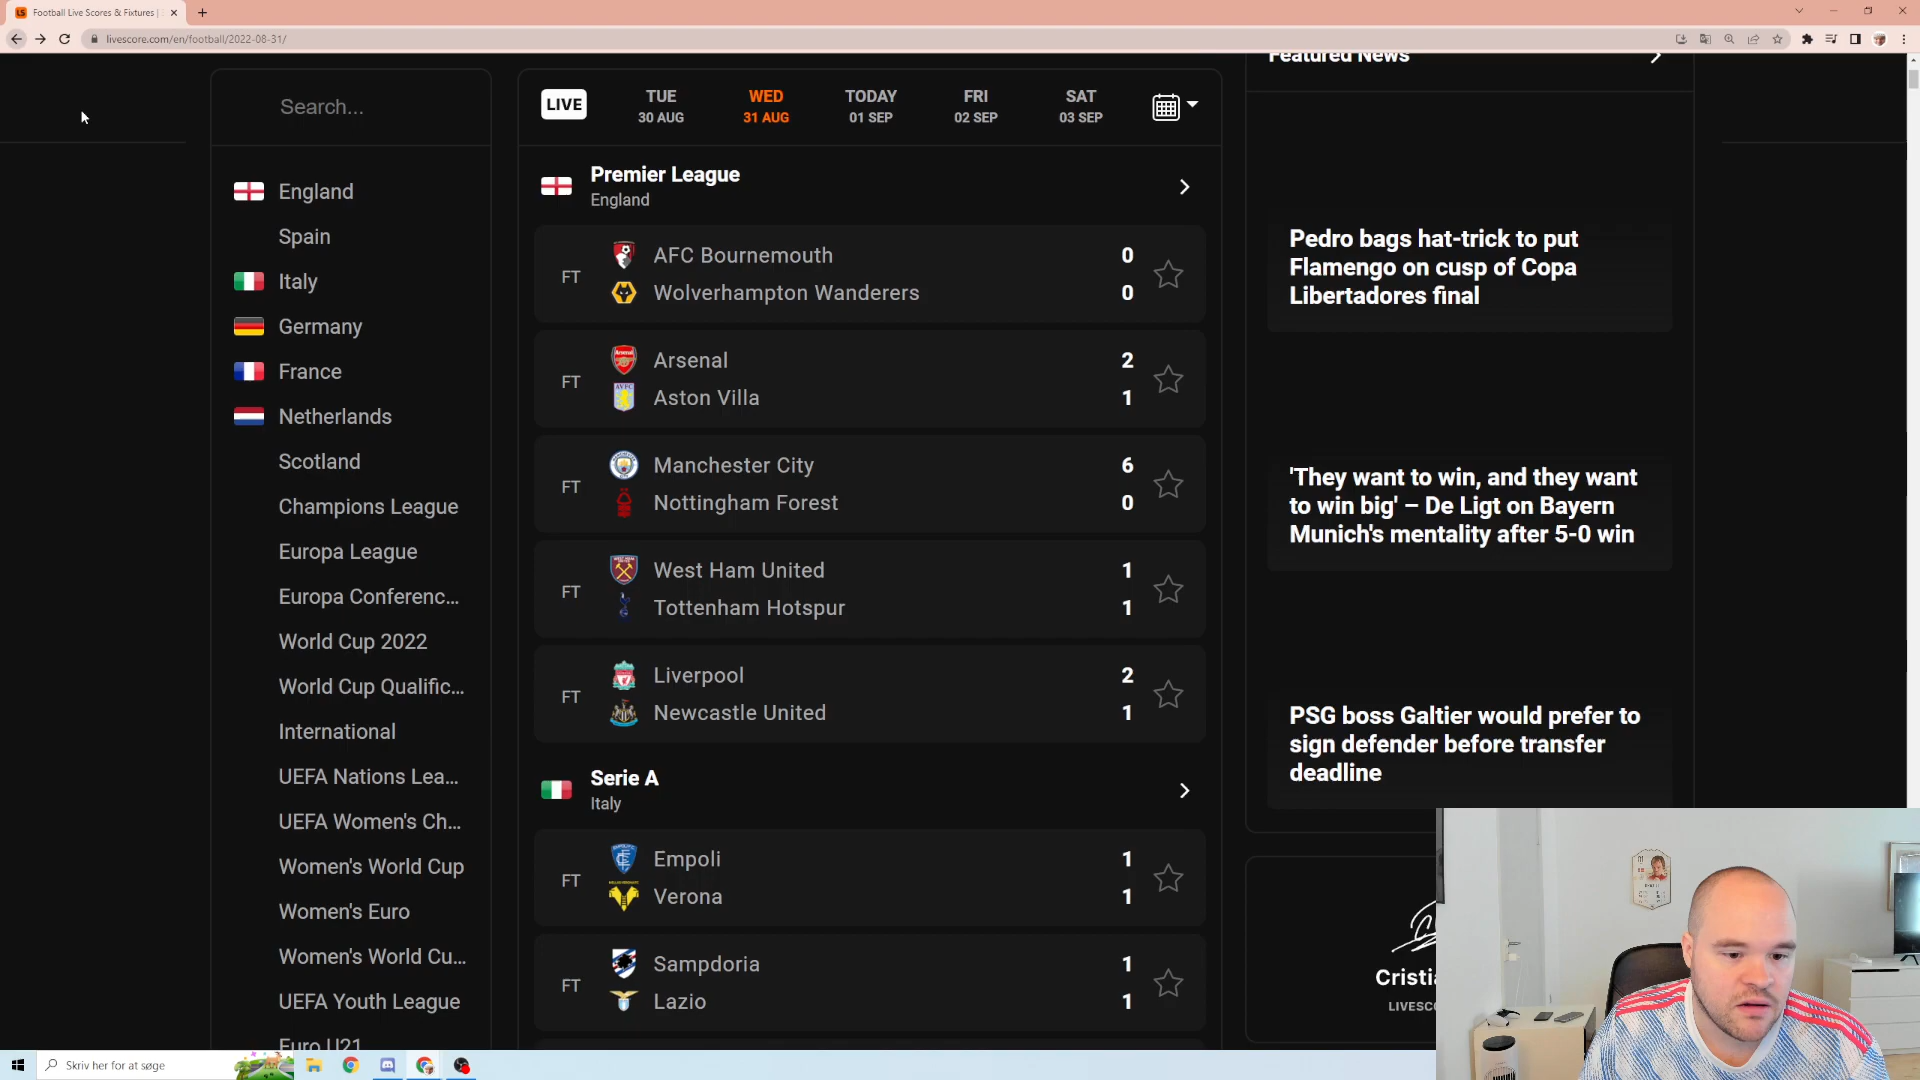 Football Live Scores & Fixtures |
livescore.com/en/football/2022-08-31/
Search...
England
Spain
Italy
Germany
France
Netherlands
Scotland
Champions League
Europa League
Europa Conferenc...
World Cup 2022
World Cup Qualific...
International
UEFA Nations Lea...
UEFA Women's Ch...
Women's World Cup
Women's Euro
Women's World Cu...
UEFA Youth League
Euro U21
LIVE
TUE
30 AUG
WED
31 AUG
TODAY
01 SEP
FRI
02 SEP
SAT
03 SEP
Premier League
England
FT
AFC Bournemouth 0
Wolverhampton Wanderers 0
FT
Arsenal 2
Aston Villa 1
FT
Manchester City 6
Nottingham Forest 0
FT
West Ham United 1
Tottenham Hotspur 1
FT
Liverpool 2
Newcastle United 1
Serie A
Italy
FT
Empoli 1
Verona 1
FT
Sampdoria 1
Lazio 1
Featured News
Pedro bags hat-trick to put
Flamengo on cusp of Copa
Libertadores final
'They want to win, and they want
to win big' – De Ligt on Bayern
Munich's mentality after 5-0 win
PSG boss Galtier would prefer to
sign defender before transfer
deadline
Cristia
LIVESC
Skriv her for at søge